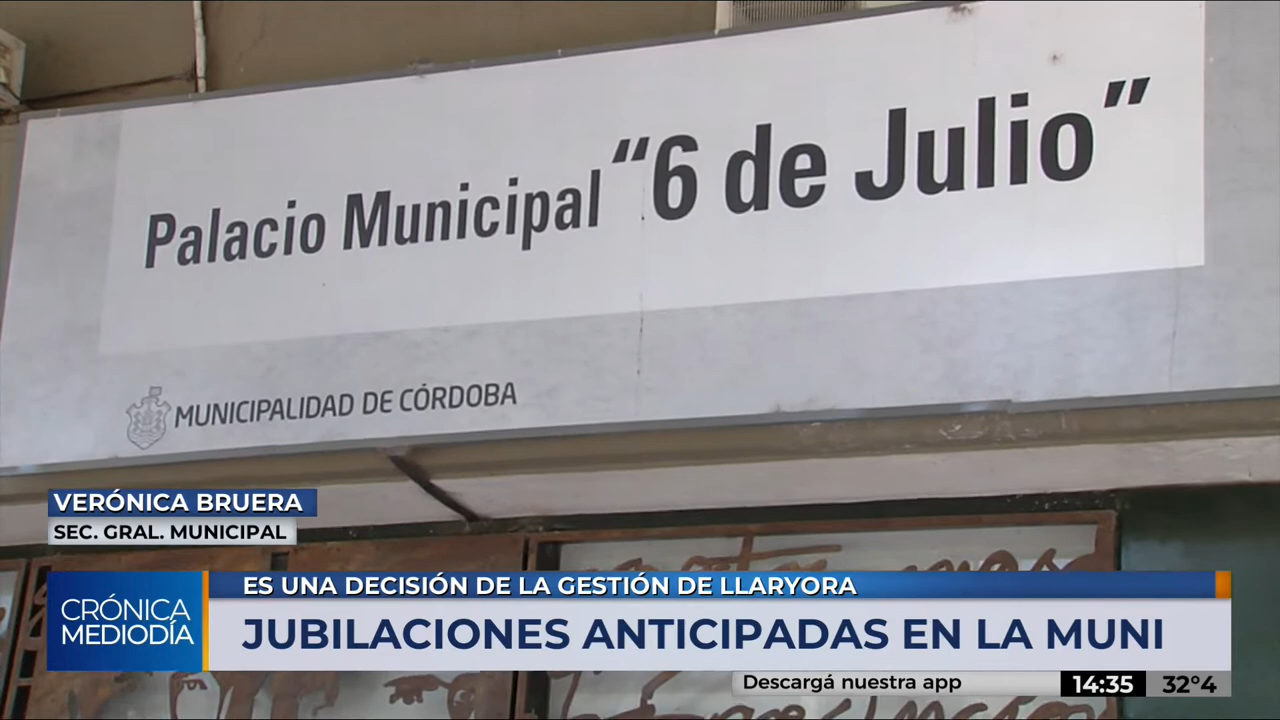 Palacio Municipal “6 de Julio”
MUNICIPALIDAD DE CÓRDOBA
VERÓNICA BRUERA
SEC. GRAL. MUNICIPAL
ES UNA DECISIÓN DE LA GESTIÓN DE LLARYORA
CRÓNICA
MEDIODÍA
JUBILACIONES ANTICIPADAS EN LA MUNI
Descargá nuestra app
14:35
32°4